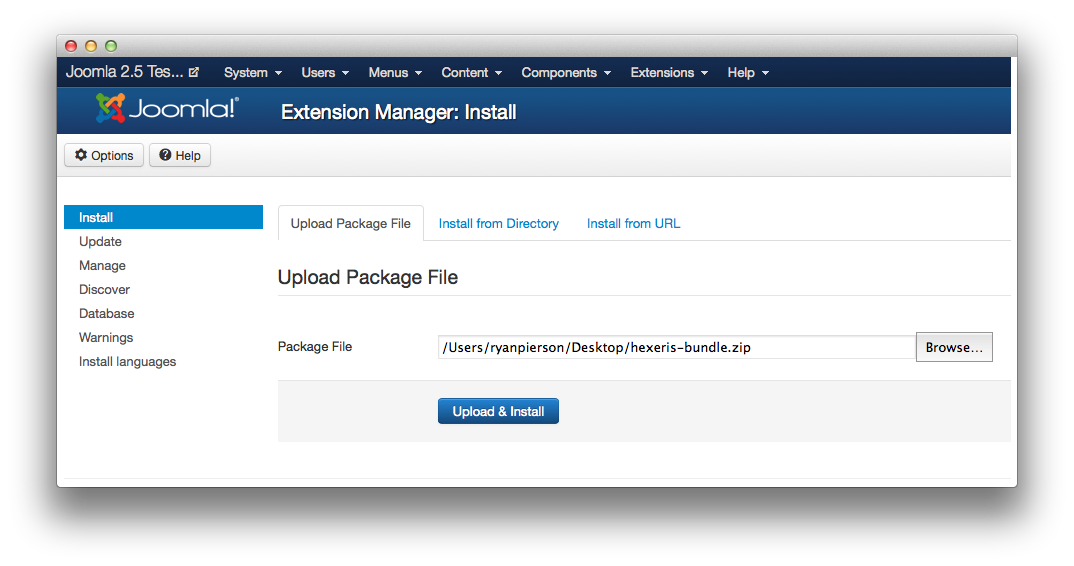 Joomla 2.5 Tes... System Users Menus Content Components Extensions Help
Joomla!® Extension Manager: Install
Options Help
Install
Update
Manage
Discover
Database
Warnings
Install languages
Upload Package File Install from Directory Install from URL
Upload Package File
Package File /Users/ryanpierson/Desktop/hexeris-bundle.zip Browse...
Upload & Install